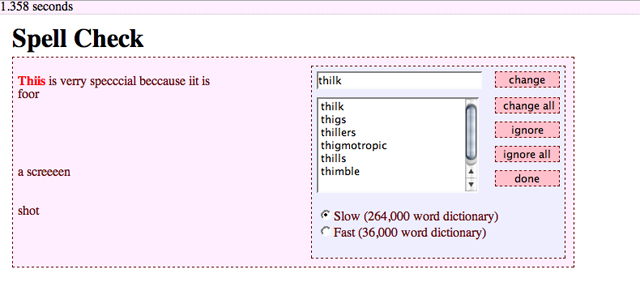 1.358 seconds
Spell Check
Thiis is verry specccial beccause iit is
foor
a screeeen
shot
thilk
change
thilk
thigs
thillers
thigmotropic
thills
thimble
change all
ignore
ignore all
done
Slow (264,000 word dictionary)
Fast (36,000 word dictionary)